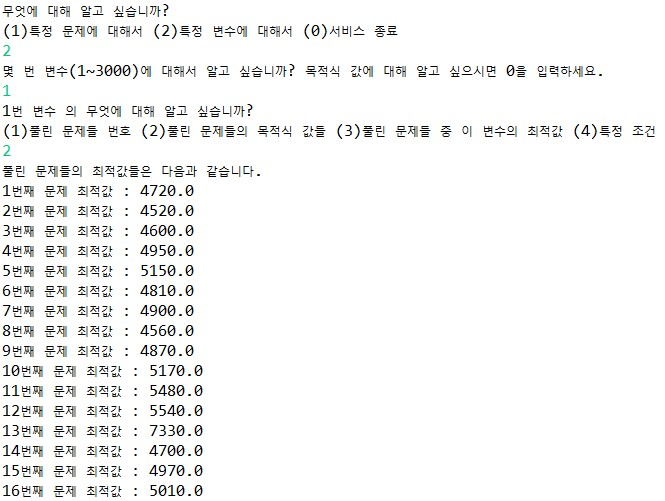 무엇에 대해 알고 싶습니까?
(1)특정 문제에 대해서 (2)특정 변수에 대해서 (0)서비스 종료
2
몇 번 변수(1~3000)에 대해서 알고 싶습니까? 목적식 값에 대해 알고 싶으시면 0을 입력하세요.
1
1번 변수 의 무엇에 대해 알고 싶습니까?
(1)풀린 문제들 번호 (2)풀린 문제들의 목적식 값들 (3)풀린 문제들 중 이 변수의 최적값 (4)특정 조건
2
풀린 문제들의 최적값들은 다음과 같습니다.
1번째 문제 최적값 : 4720.0
2번째 문제 최적값 : 4520.0
3번째 문제 최적값 : 4600.0
4번째 문제 최적값 : 4950.0
5번째 문제 최적값 : 5150.0
6번째 문제 최적값 : 4810.0
7번째 문제 최적값 : 4900.0
8번째 문제 최적값 : 4560.0
9번째 문제 최적값 : 4870.0
10번째 문제 최적값 : 5170.0
11번째 문제 최적값 : 5480.0
12번째 문제 최적값 : 5540.0
13번째 문제 최적값 : 7330.0
14번째 문제 최적값 : 4700.0
15번째 문제 최적값 : 4970.0
16번째 문제 최적값 : 5010.0